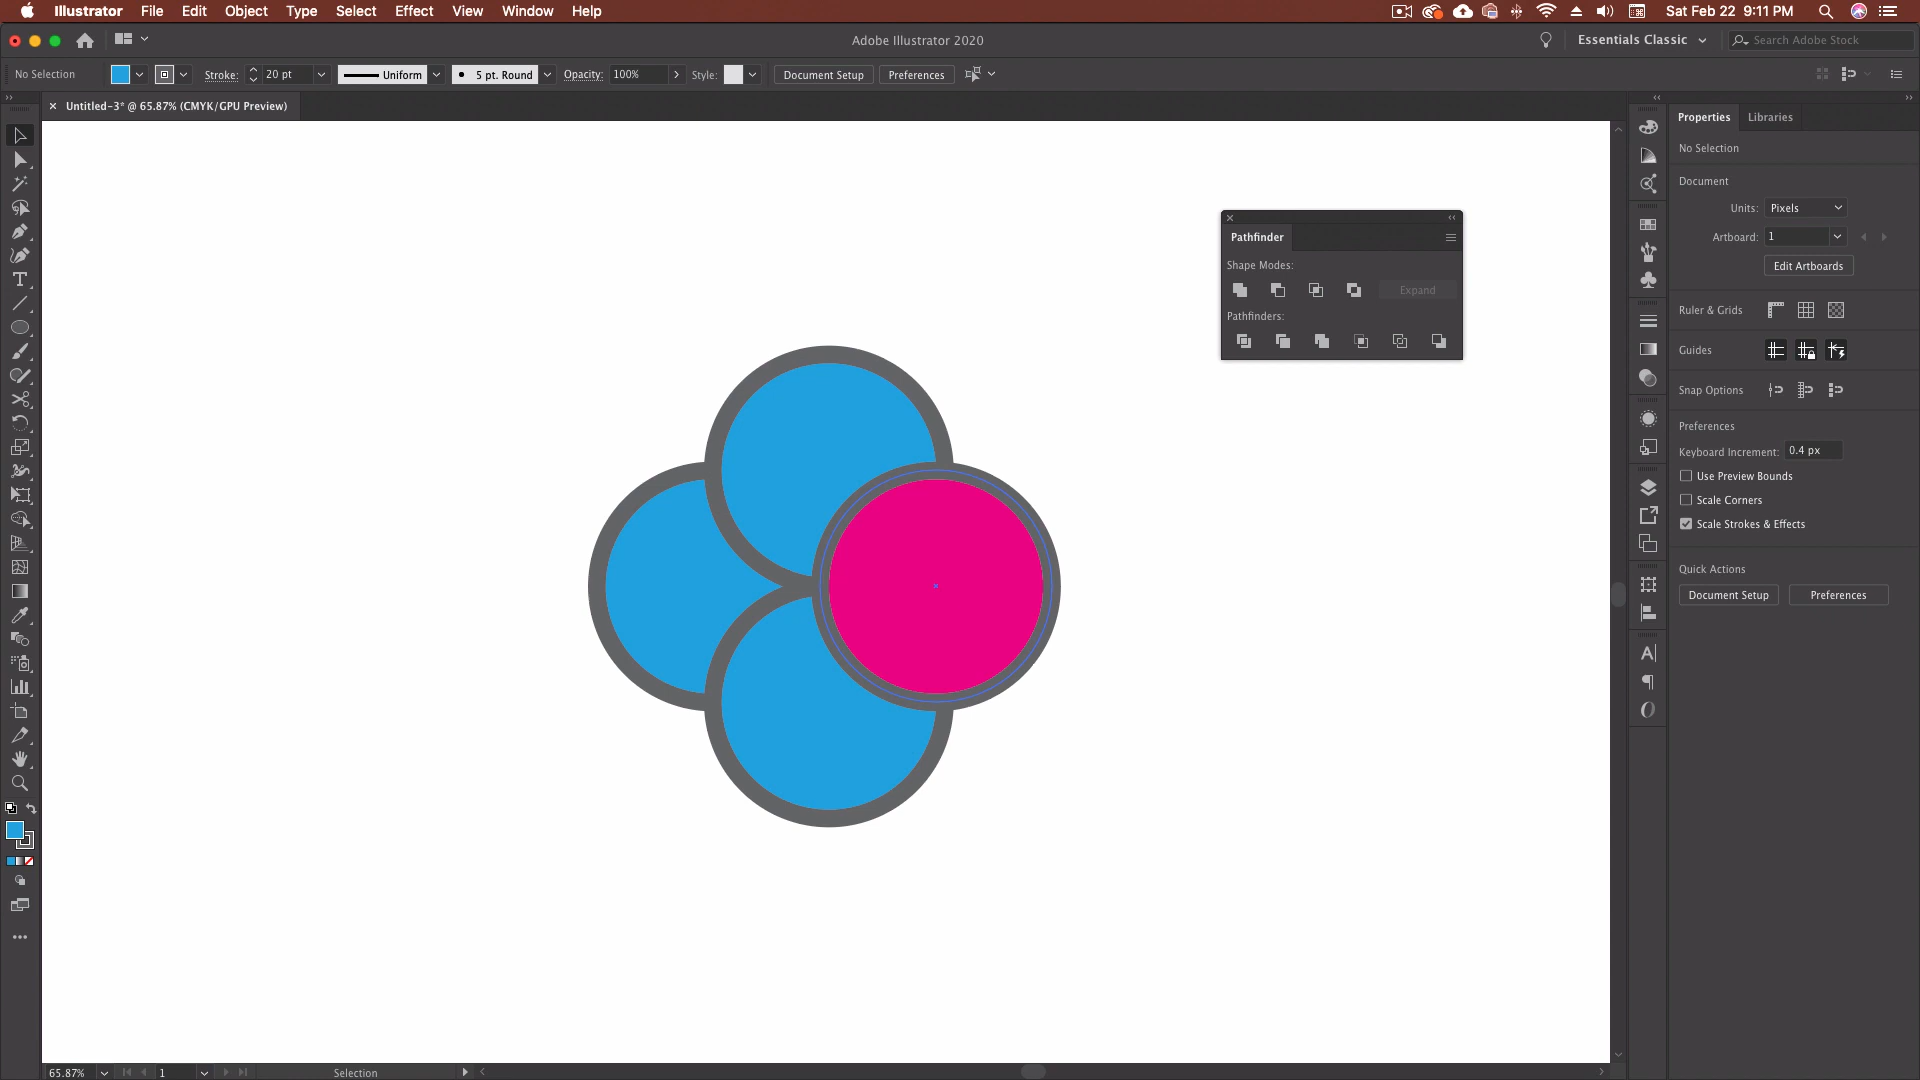 Illustrator File Edit Object Type Select Effect View Window Help Sat Feb 22 9:11 PM
Adobe Illustrator 2020 Essentials Classic Search Adobe Stock
No Selection Stroke: 20 pt Uniform 5 pt. Round Opacity: 100% Style: Document Setup Preferences
Untitled-3* @ 65.87% (CMYK/GPU Preview)
Properties Libraries
No Selection
Document
Units: Pixels
Artboard: 1
Edit Artboards
Ruler & Grids
Guides
Snap Options
Preferences
Keyboard Increment: 0.4 px
Use Preview Bounds
Scale Corners
Scale Strokes & Effects
Quick Actions
Document Setup Preferences
Pathfinder
Shape Modes:
Expand
Pathfinders:
65.87% 1 Selection